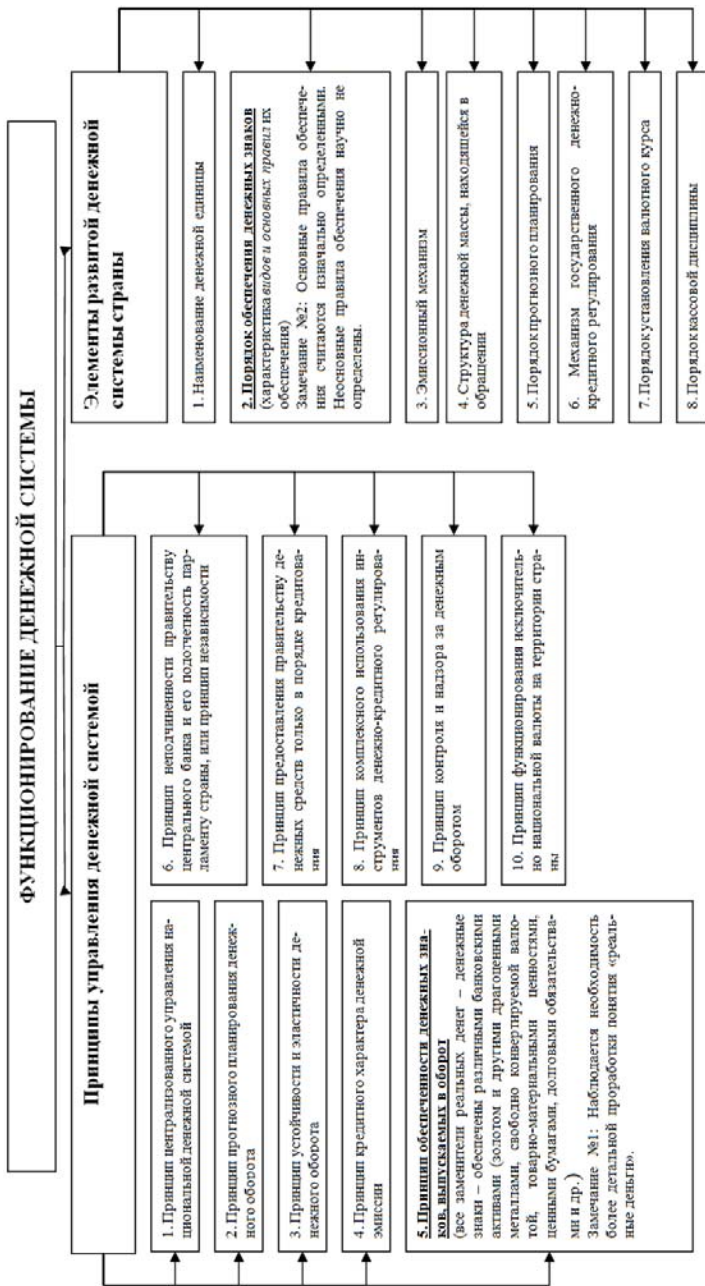 ФУНКЦИОНИРОВАНИЕ ДЕНЕЖНОЙ СИСТЕМЫ
Принципы управления денежной системой
1. Принцип централизованного управления на-
циональной денежной системой
2. Принцип прогнозного планирования денеж-
ного оборота
3. Принцип устойчивости и эластичности де-
нежного оборота
4. Принцип кредитного характера денежной
эмиссии
5. Принцип обеспеченности денежных зна-
ков, выпускаемых в оборот
(все заменители реальных денег – денежные
знаки – обеспечены различными банковскими
активами (золотом и другими драгоценными
металлами, свободно конвертируемой валю-
той, товарно-материальными ценностями,
ценными бумагами, долговыми обязательства-
ми и др.)
Замечание №1: Наблюдается необходимость
более детальной проработки понятия «реаль-
ные деньги».
6. Принцип неподчиненности правительству
центрального банка и его подотчетность пар-
ламенту страны, или принцип независимости
7. Принцип предоставления правительству де-
нежных средств только в порядке кредитова-
ния
8. Принцип комплексного использования ин-
струментов денежно-кредитного регулирова-
ния
9. Принцип контроля и надзора за денежным
оборотом
10. Принцип функционирования исключитель-
но национальной валюты на территории стра-
ны
Элементы развитой денежной
системы страны
1. Наименование денежной единицы
2. Порядок обеспечения денежных знаков
(характеристика видов и основных правил их
обеспечения)
Замечание №2: Основные правила обеспече-
ния считаются изначально определенными.
Неосновные правила обеспечения научно не
определены.
3. Эмиссионный механизм
4. Структура денежной массы, находящейся в
обращении
5. Порядок прогнозного планирования
6. Механизм государственного денежно-
кредитного регулирования
7. Порядок установления валютного курса
8. Порядок кассовой дисциплины